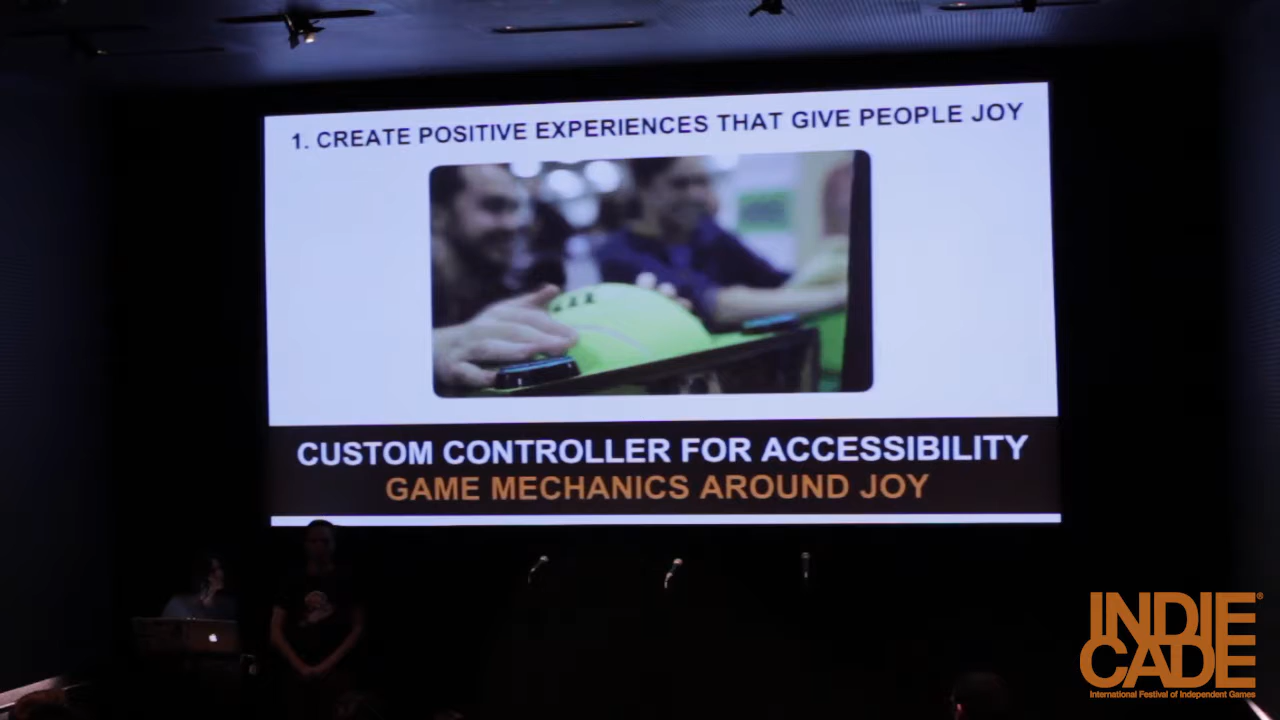 1. CREATE POSITIVE EXPERIENCES THAT GIVE PEOPLE JOY
CUSTOM CONTROLLER FOR ACCESSIBILITY
GAME MECHANICS AROUND JOY
INDIE
CADE
International Festival of Independent Games